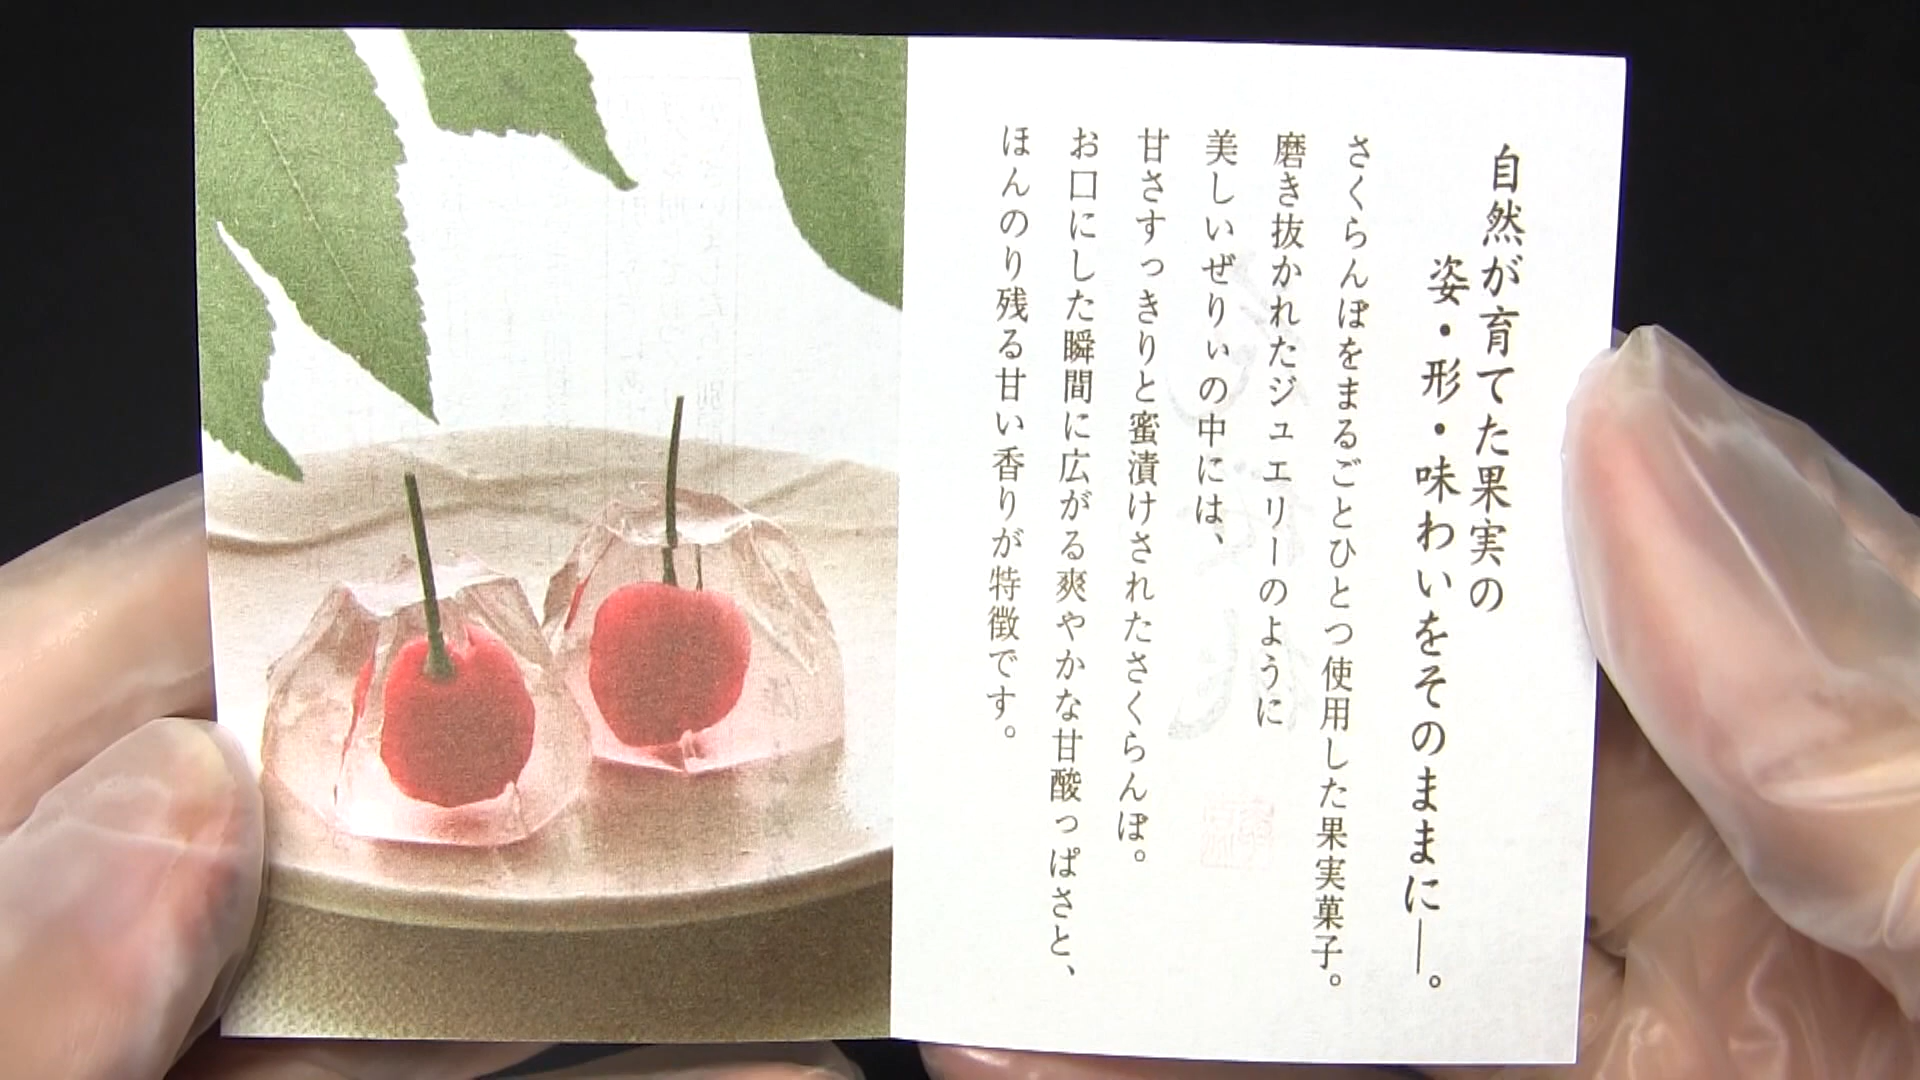 自然が育てた果実の
姿・形・味わいをそのままに―。
さくらんぼをまるごとひとつ使用した果実菓子。
磨き抜かれたジュエリーのように
美しいぜりぃの中には、
甘さすっきりと蜜漬けされたさくらんぼ。
お口にした瞬間に広がる爽やかな甘酸っぱさと、
ほんのり残る甘い香りが特徴です。